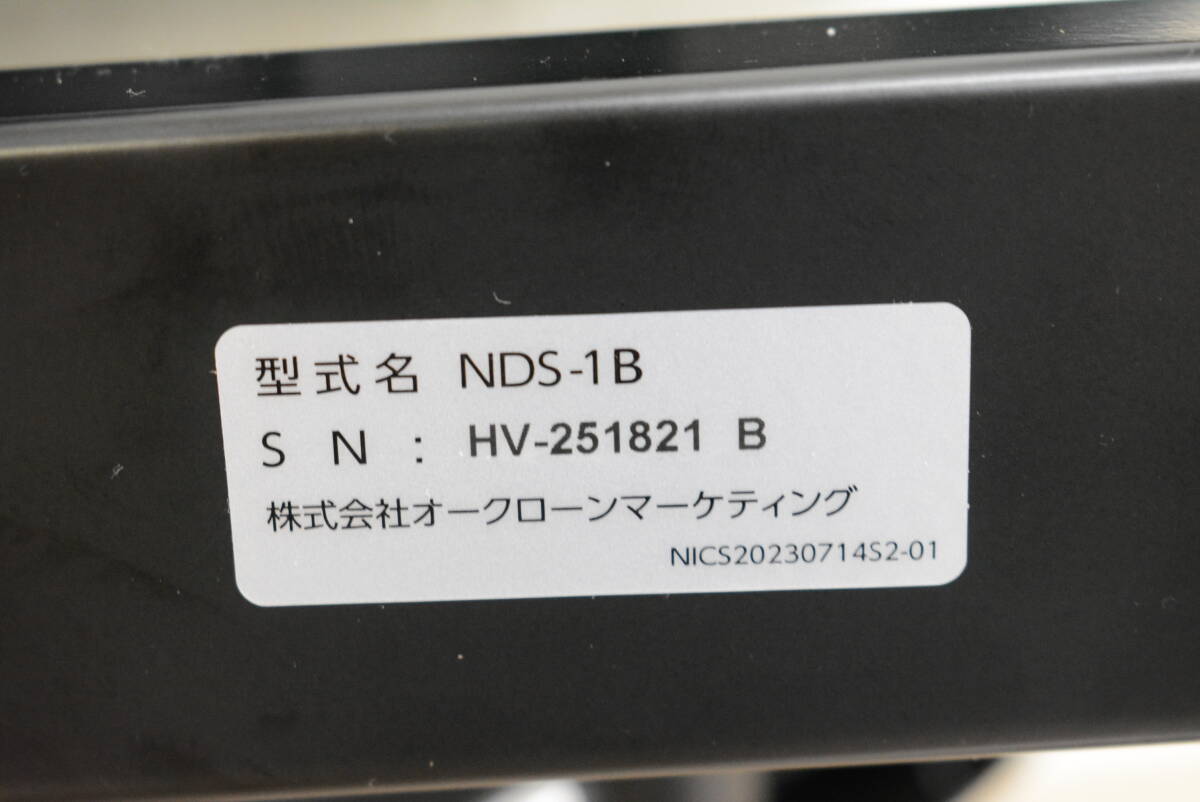 型式名 NDS-1B
S N : HV-251821 B
株式会社オークローンマーケティング
NICS20230714S2-01